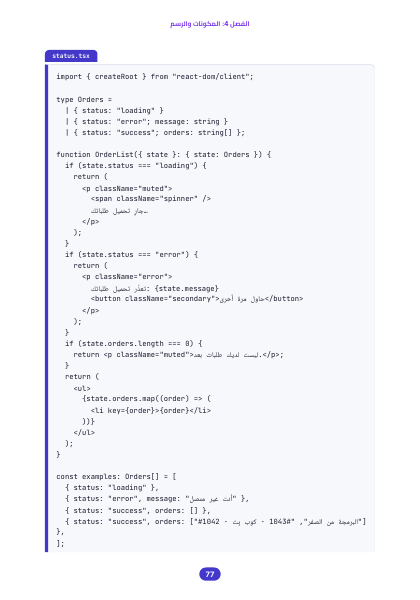 الفصل 4: المكونات والرسم
status.tsx
import { createRoot } from "react-dom/client";
type Orders =
| { status: "loading" }
| { status: "error"; message: string }
| { status: "success"; orders: string[] };
function OrderList({ state }: { state: Orders }) {
if (state.status === "loading") {
return (
<p className="muted">
<span className="spinner" />
جارٍ تحميل طلباتك…
</p>
);
}
if (state.status === "error") {
return (
<p className="error">
تعذّر تحميل طلباتك: {state.message}
<button className="secondary">حاول مرة أخرى</button>
</p>
);
}
if (state.orders.length === 0) {
return <p className="muted">ليست لديك طلبات بعد.</p>;
}
return (
<ul>
{state.orders.map((order) => (
<li key={order}>{order}</li>
))}
</ul>
);
}
const examples: Orders[] = [
{ status: "loading" },
{ status: "error", message: "أنت غير متصل" },
{ status: "success", orders: [] },
{ status: "success", orders: ["#1042 - كوب بِت", "#1043 - البرمجة من الصفر"]
},
];
77